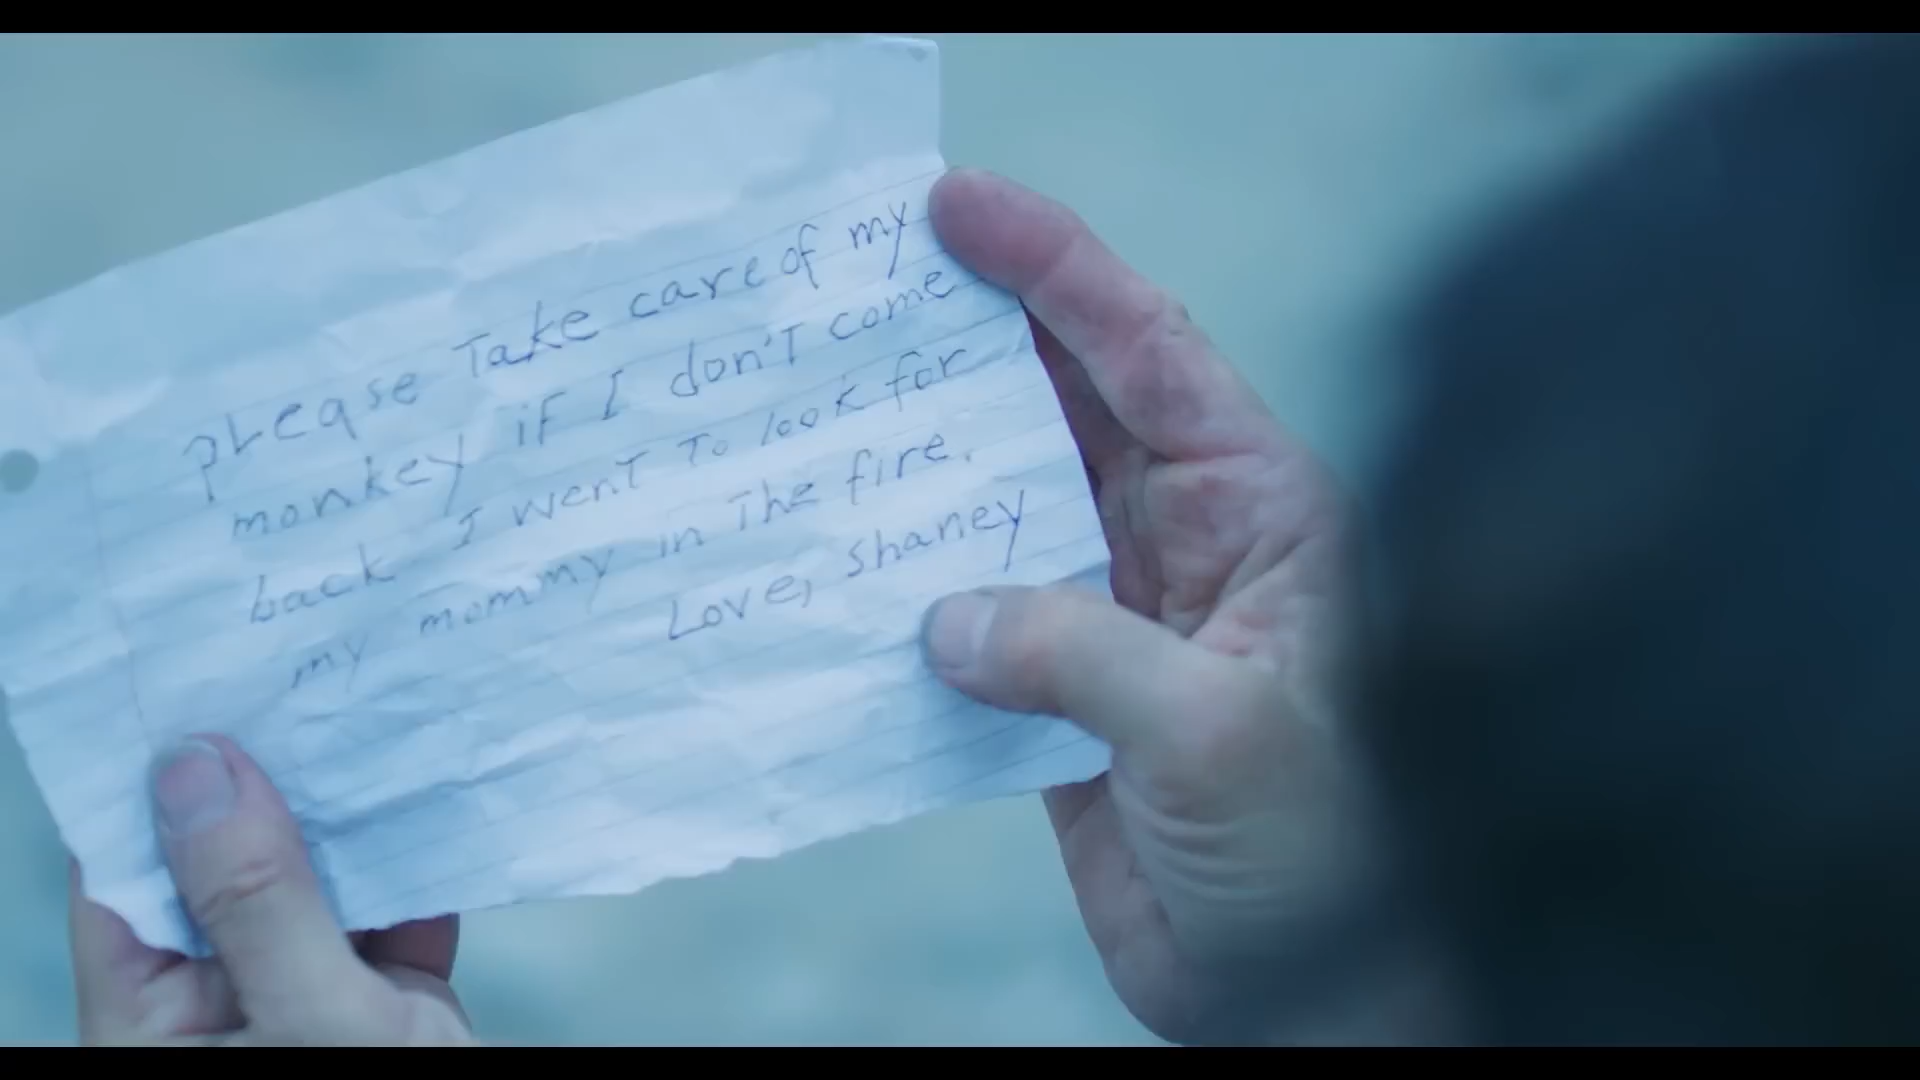 please Take care of my
monkey if I don't come
back I went To look for
my mommy in The fire.
Love, Shaney